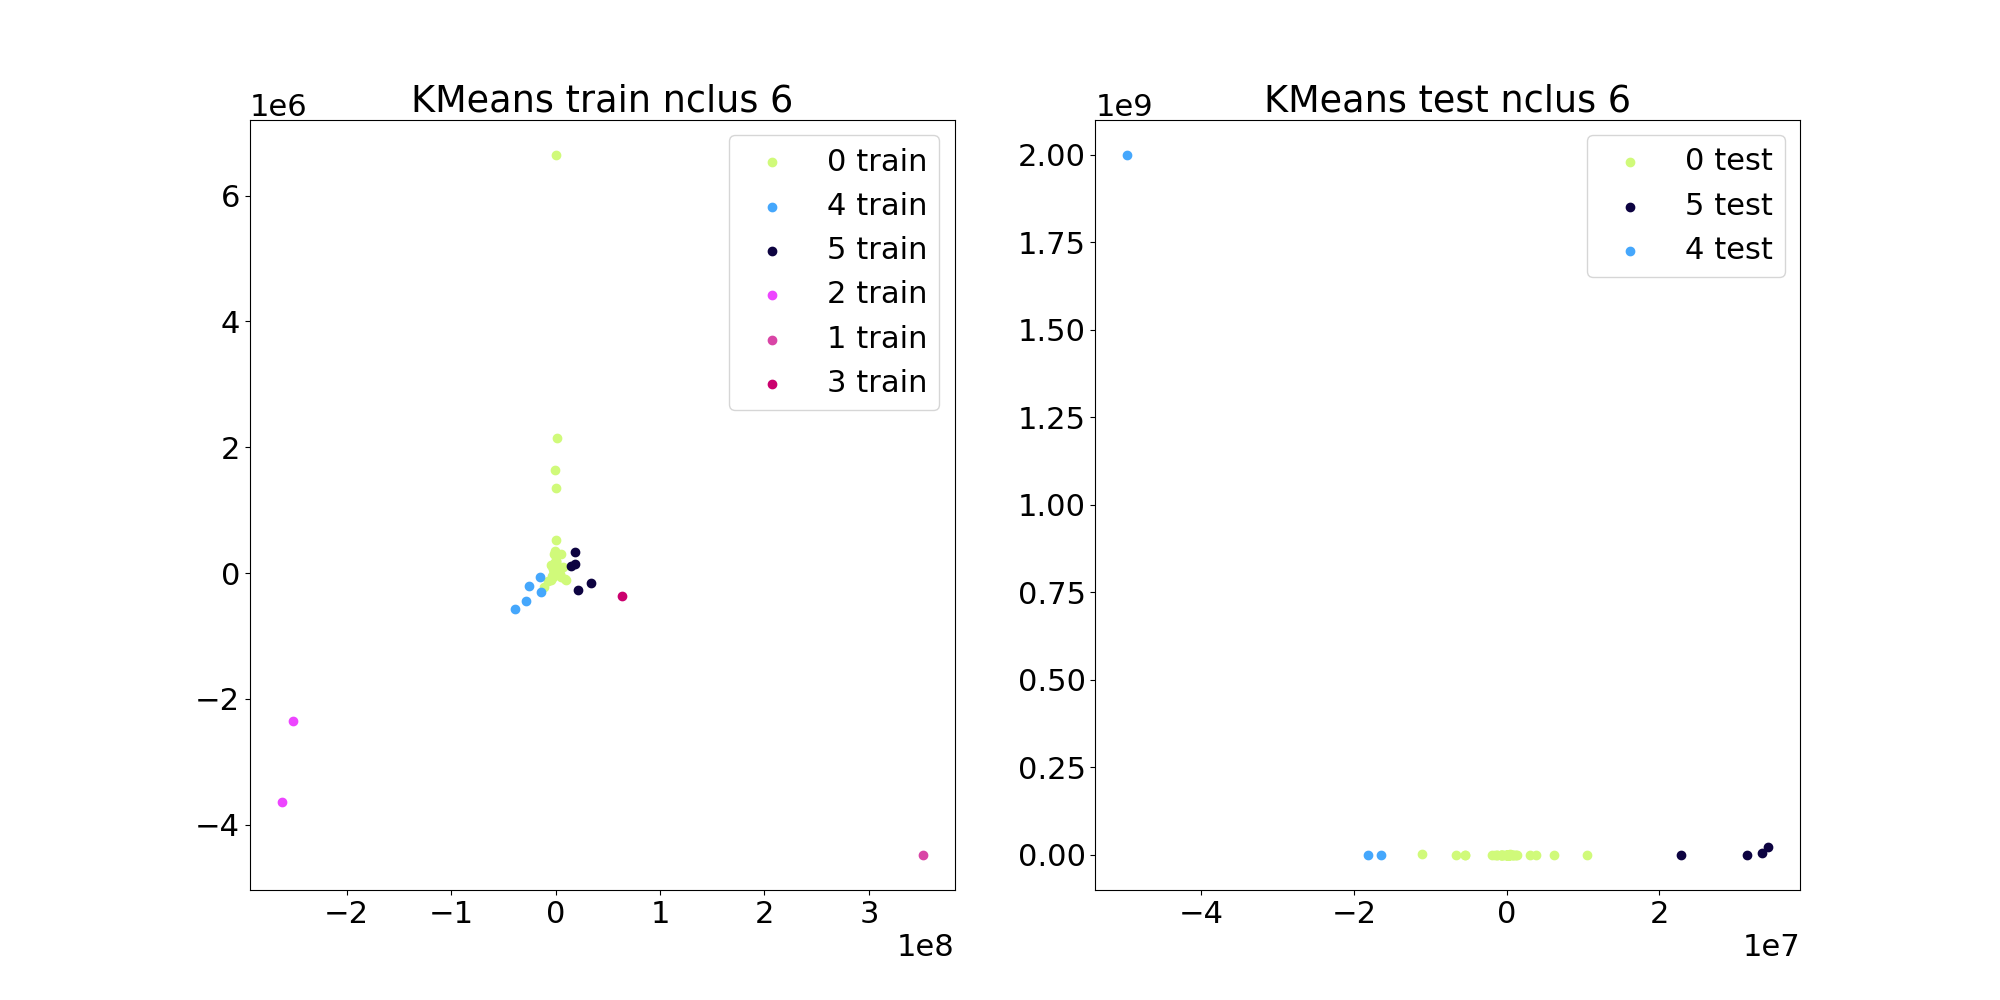 KMeans train nclus 6
1e6
6
4
2
0
−2
−4
−2
−1
0
1
2
3
1e8
0 train
4 train
5 train
2 train
1 train
3 train
KMeans test nclus 6
1e9
2.00
1.75
1.50
1.25
1.00
0.75
0.50
0.25
0.00
−4
−2
0
2
1e7
0 test
5 test
4 test